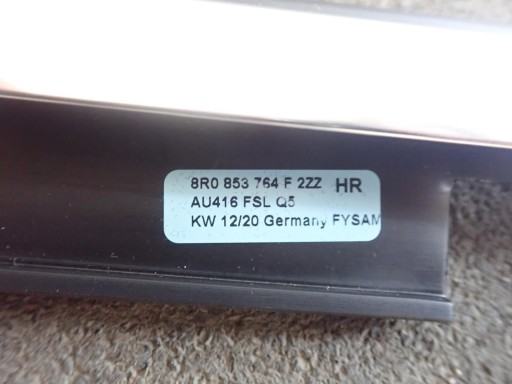 8R0 853 764 F 2ZZ HR
AU416 FSL Q5
KW 12/20 Germany FYSAM